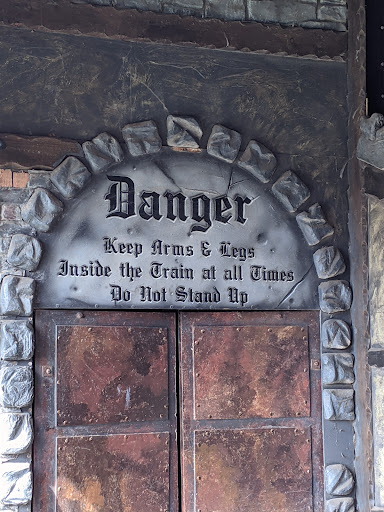 Danger
Keep Arms & Legs
Inside the Train at all Times
Do Not Stand Up